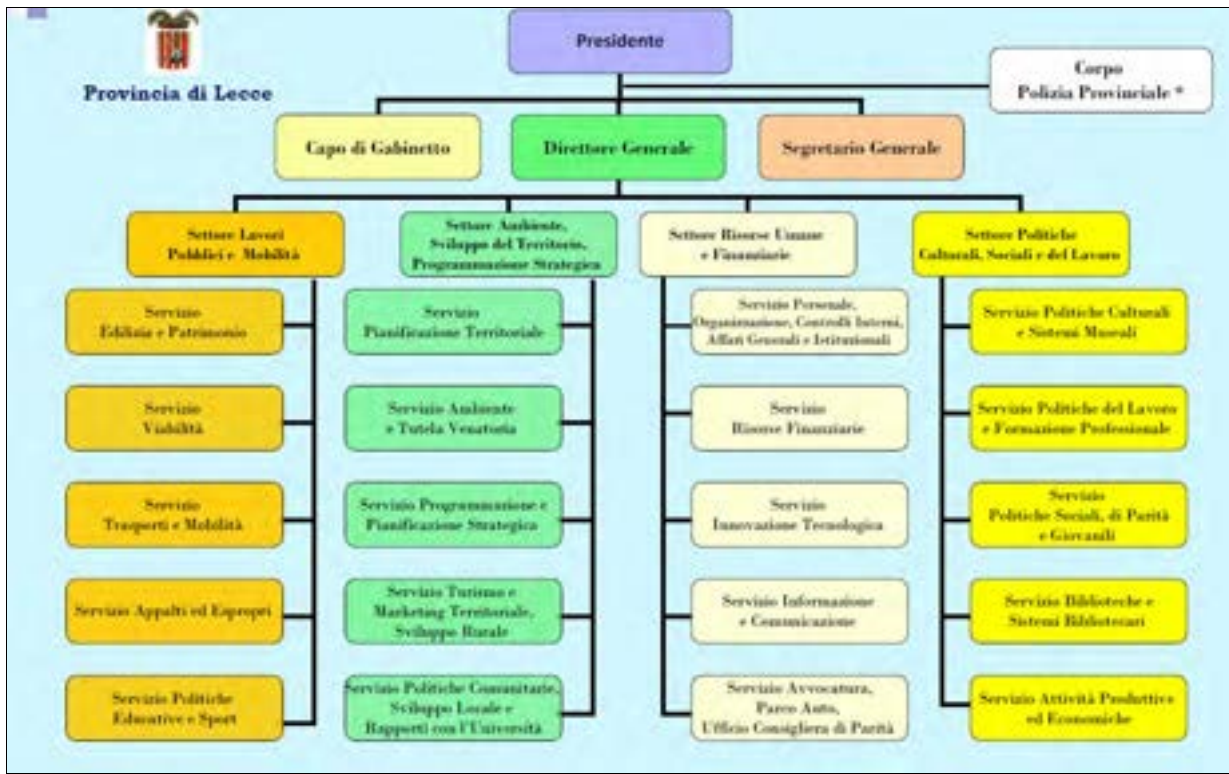 Presidente
Provincia di Lecce
Corpo
Polizia Provinciale *
Capo di Gabinetto
Direttore Generale
Segretario Generale
Settore Lavori
Pubblici e Mobilità
Settore Ambiente,
Sviluppo del Territorio,
Programmazione Strategica
Settore Risorse Umane
e Finanziarie
Settore Politiche
Culturali, Sociali e del Lavoro
Servizio
Edilizia e Patrimonio
Servizio
Viabilità
Servizio
Trasporti e Mobilità
Servizio Appalti ed Espropri
Servizio Politiche
Educative e Sport
Servizio
Pianificazione Territoriale
Servizio Ambiente
e Tutela Venatoria
Servizio Programmazione e
Pianificazione Strategica
Servizio Turismo e
Marketing Territoriale,
Sviluppo Rurale
Servizio Politiche Comunitarie,
Sviluppo Locale e
Rapporti con l'Università
Servizio Personale,
Organizzazione, Controlli Interni,
Affari Generali e Istituzionali
Servizio
Risorse Finanziarie
Servizio
Innovazione Tecnologica
Servizio Informazione
e Comunicazione
Servizio Avvocatura,
Parco Auto,
Ufficio Consigliera di Parità
Servizio Politiche Culturali
e Sistemi Museali
Servizio Politiche del Lavoro
e Formazione Professionale
Servizio
Politiche Sociali, di Parità
e Giovanili
Servizio Biblioteche e
Sistemi Bibliotecari
Servizio Attività Produttive
ed Economiche